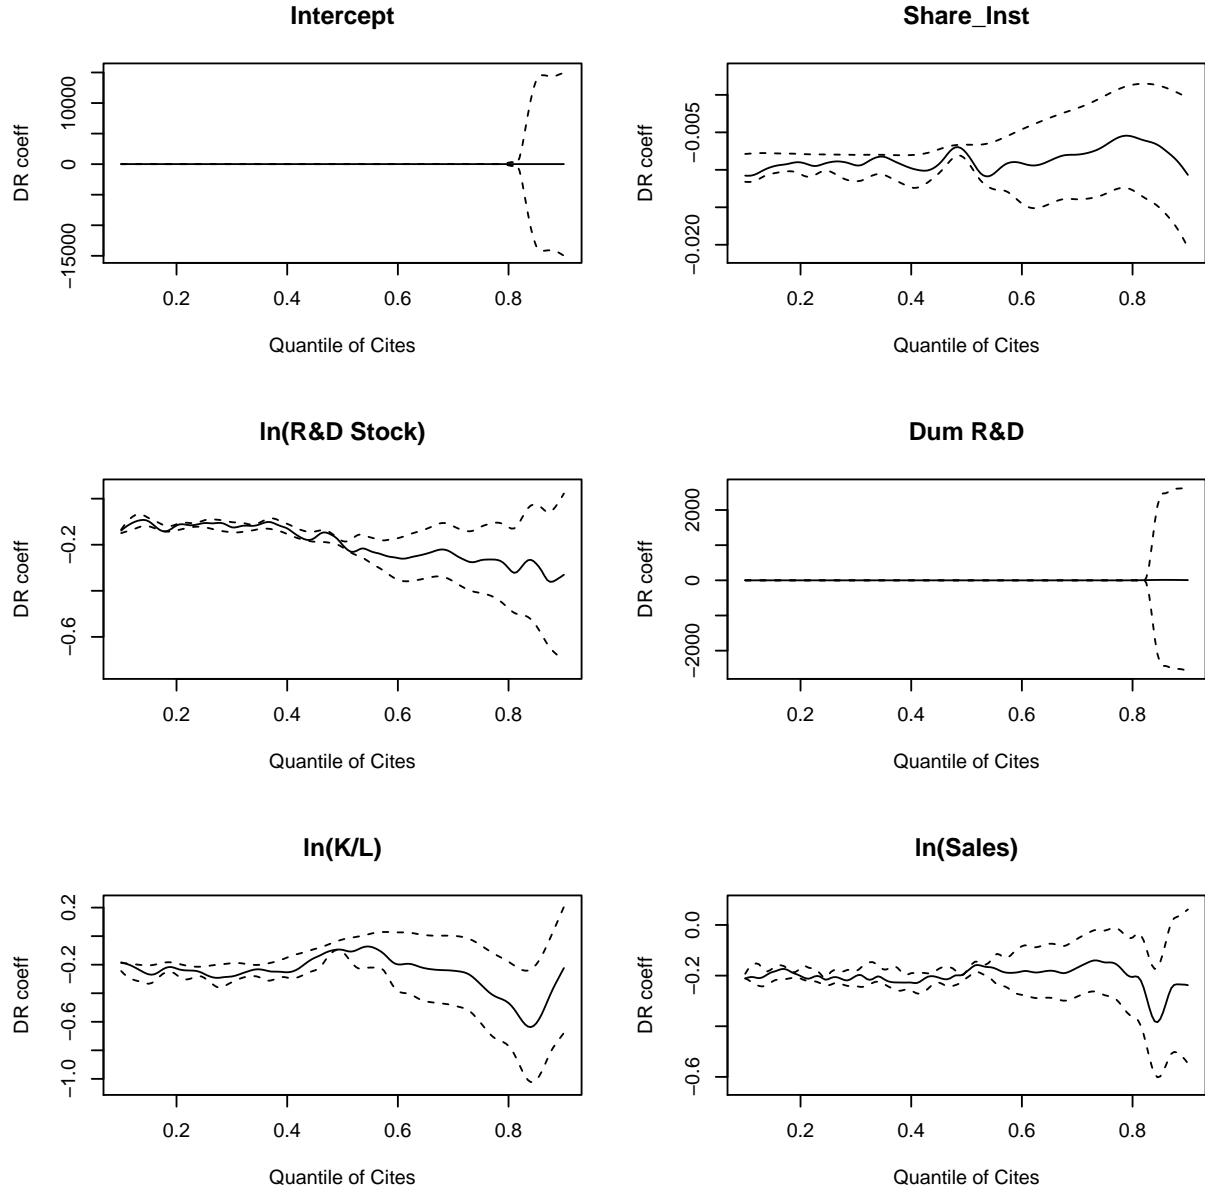 Intercept
DR coeff
10000
0
−15000
0.2 0.4 0.6 0.8
Quantile of Cites
Share_Inst
DR coeff
−0.005
−0.020
0.2 0.4 0.6 0.8
Quantile of Cites
ln(R&D Stock)
DR coeff
−0.2
−0.6
0.2 0.4 0.6 0.8
Quantile of Cites
Dum R&D
DR coeff
2000
0
−2000
0.2 0.4 0.6 0.8
Quantile of Cites
ln(K/L)
DR coeff
0.2
−0.2
−0.6
−1.0
0.2 0.4 0.6 0.8
Quantile of Cites
ln(Sales)
DR coeff
0.0
−0.2
−0.6
0.2 0.4 0.6 0.8
Quantile of Cites